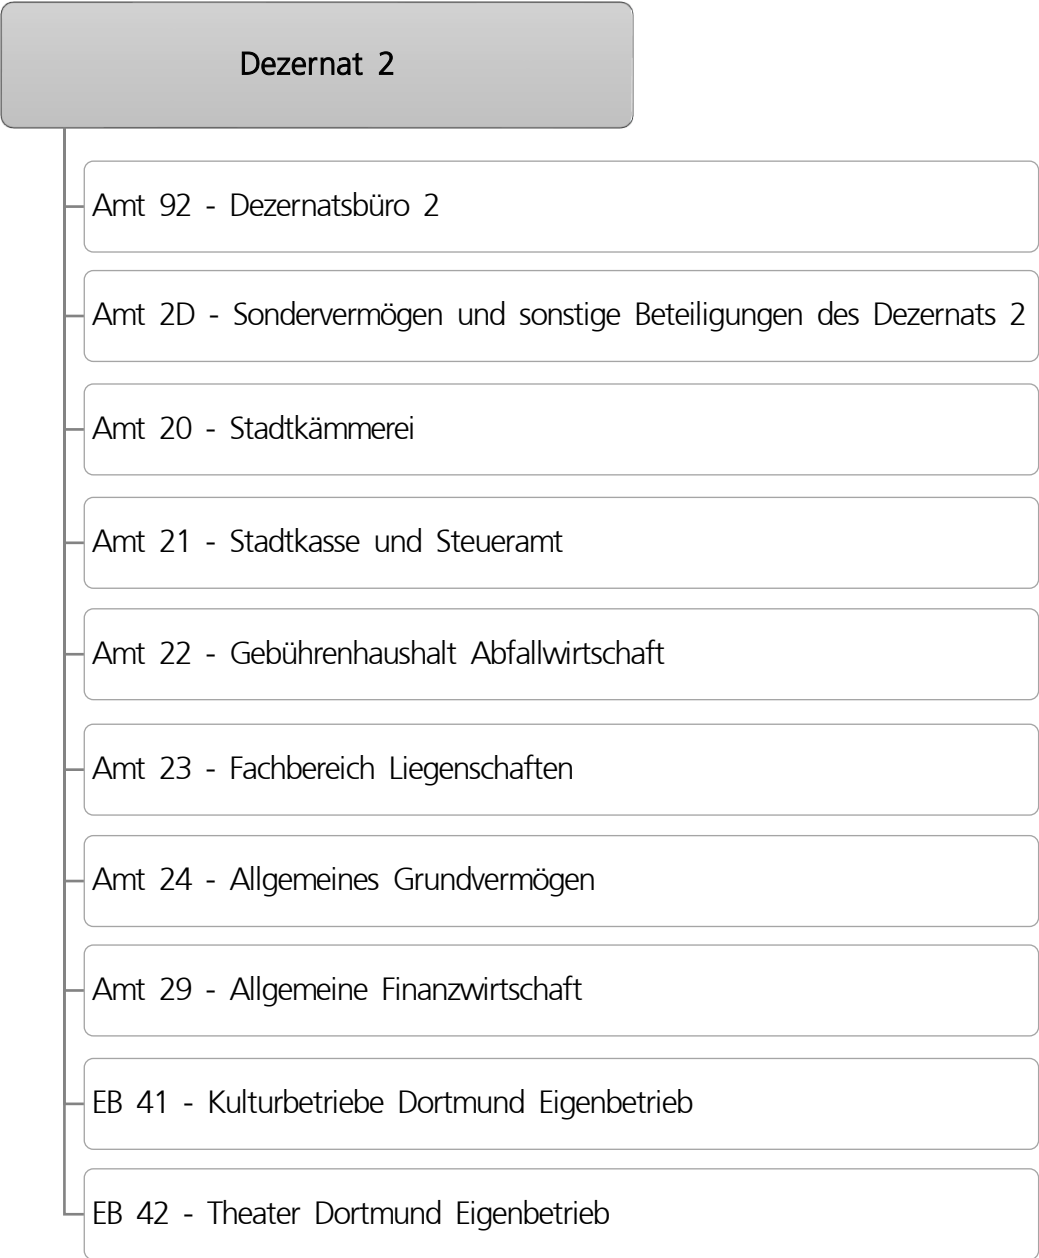 Dezernat 2
Amt 92 - Dezernatsbüro 2
Amt 2D - Sondervermögen und sonstige Beteiligungen des Dezernats 2
Amt 20 - Stadtkämmerei
Amt 21 - Stadtkasse und Steueramt
Amt 22 - Gebührenhaushalt Abfallwirtschaft
Amt 23 - Fachbereich Liegenschaften
Amt 24 - Allgemeines Grundvermögen
Amt 29 - Allgemeine Finanzwirtschaft
EB 41 - Kulturbetriebe Dortmund Eigenbetrieb
EB 42 - Theater Dortmund Eigenbetrieb